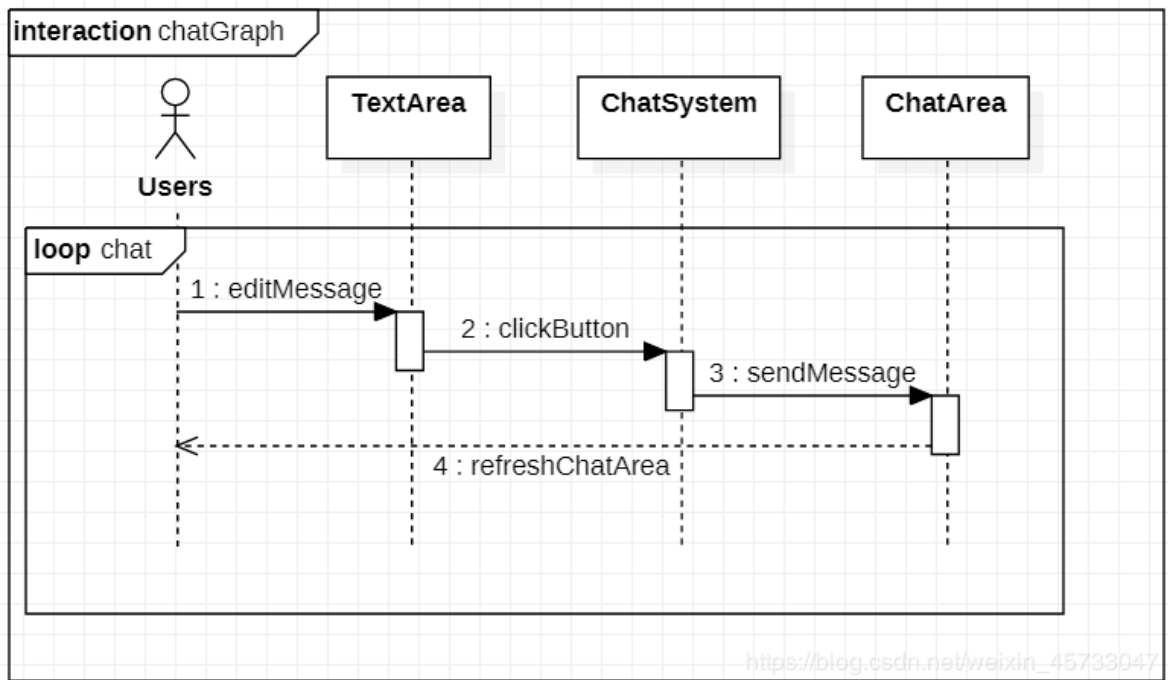 interaction chatGraph
TextArea
ChatSystem
ChatArea
Users
loop chat
1 : editMessage
2 : clickButton
3 : sendMessage
4 : refreshChatArea
https://blog.csdn.net/weixin_45733047